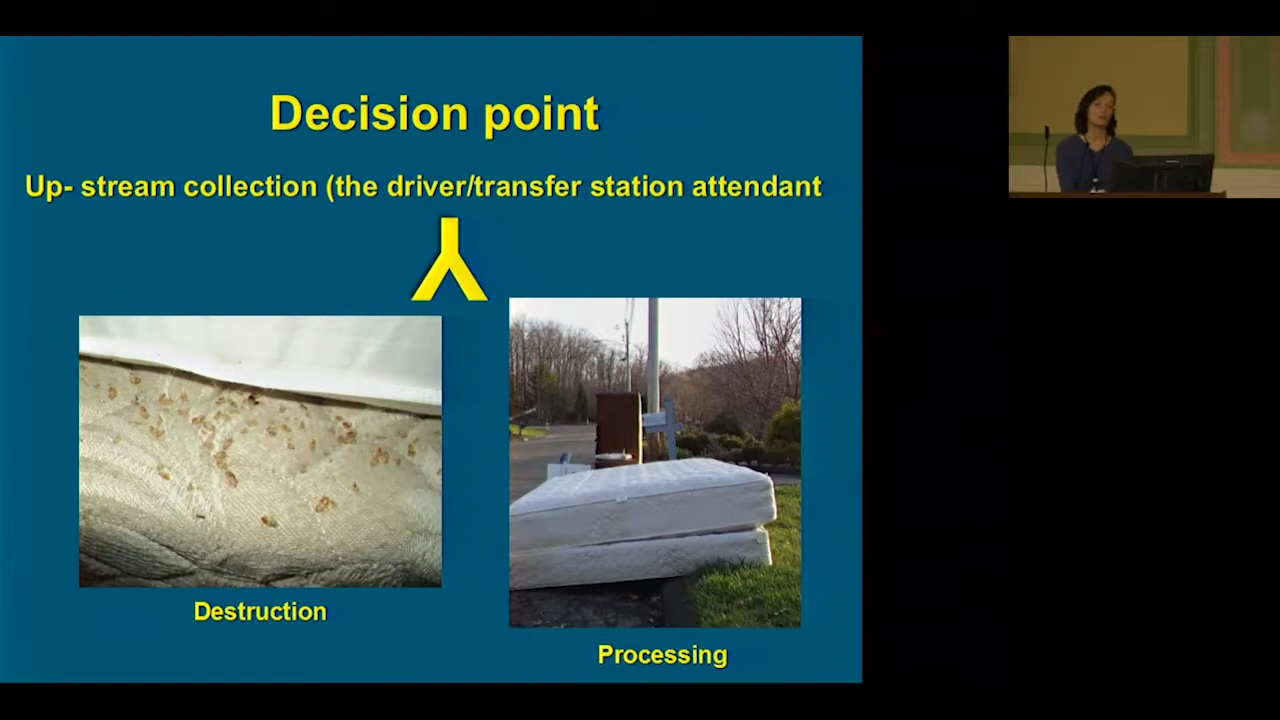 Decision point
Up- stream collection (the driver/transfer station attendant
Destruction
Processing